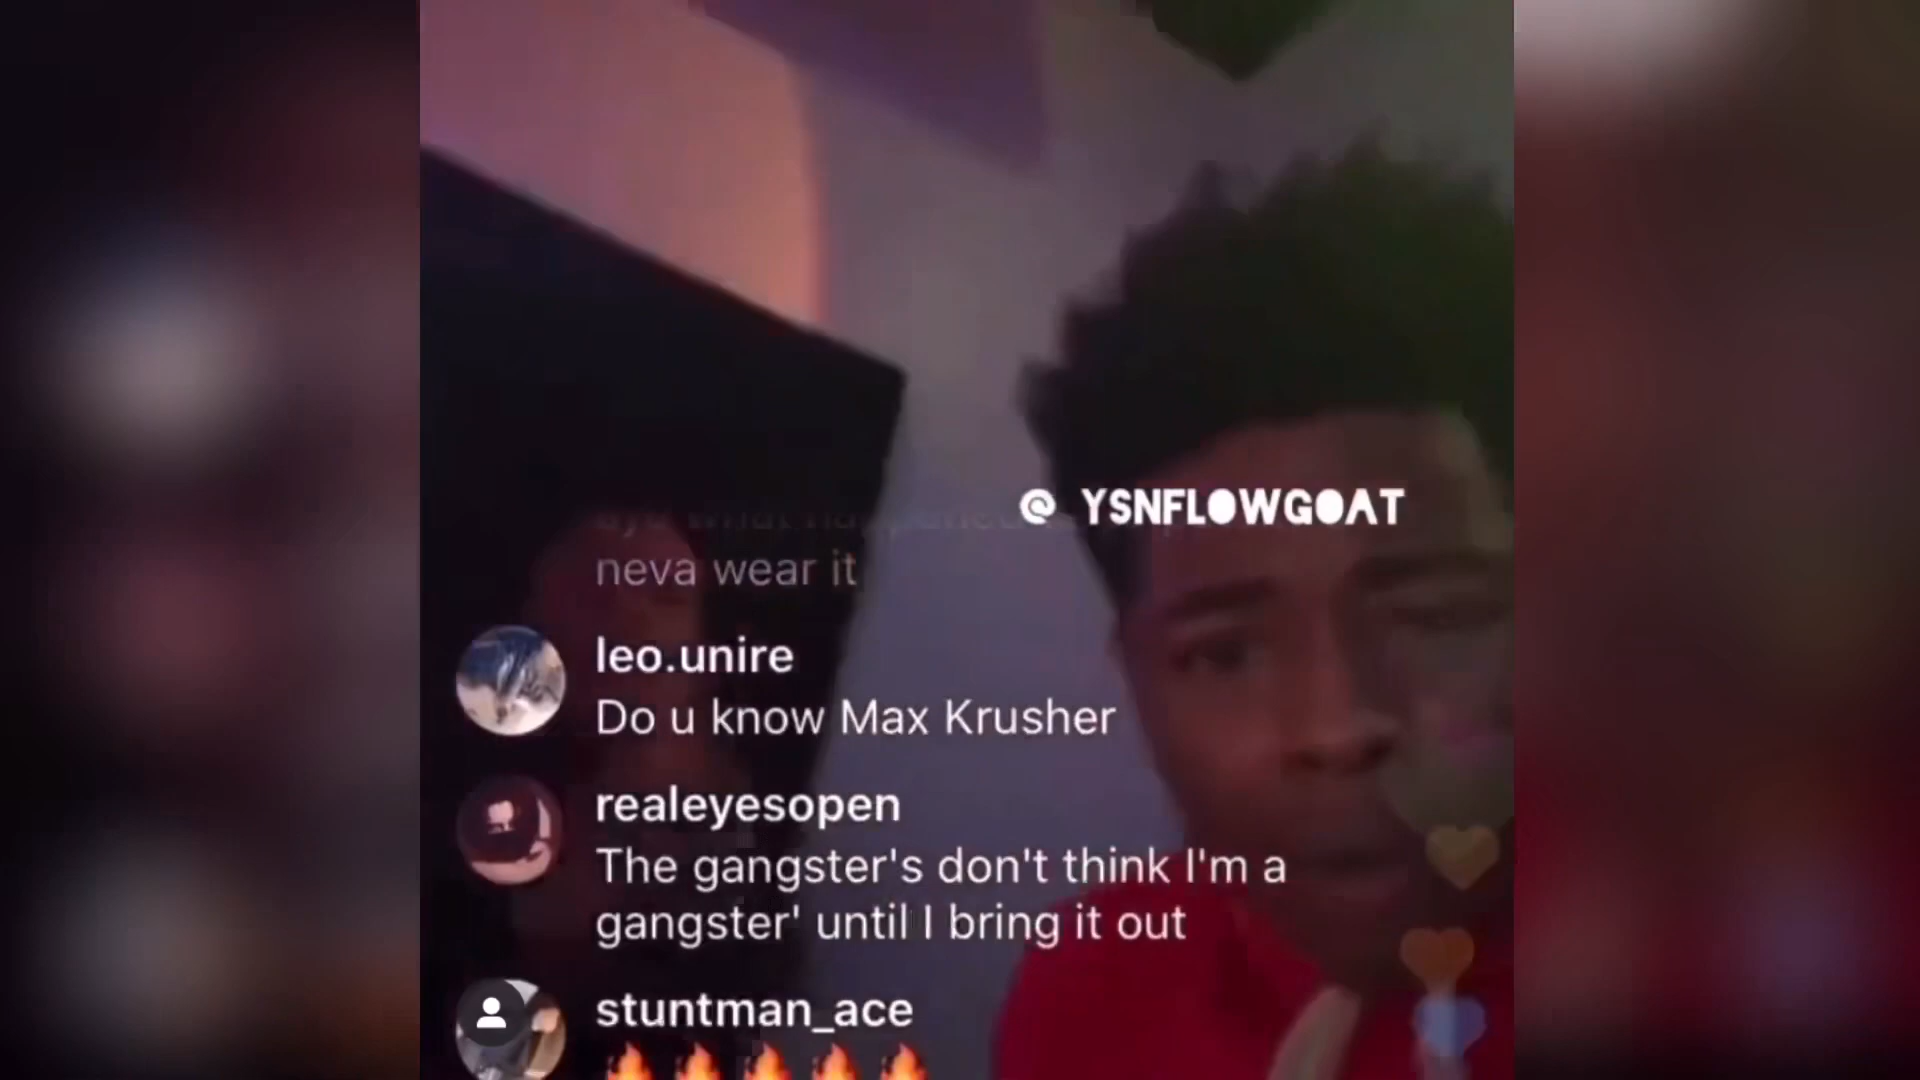 @ YSNFLOWGOAT
neva wear it
leo.unire
Do u know Max Krusher
realeyesopen
The gangster's don't think I'm a
gangster' until I bring it out
stuntman_ace
🔥🔥🔥🔥🔥